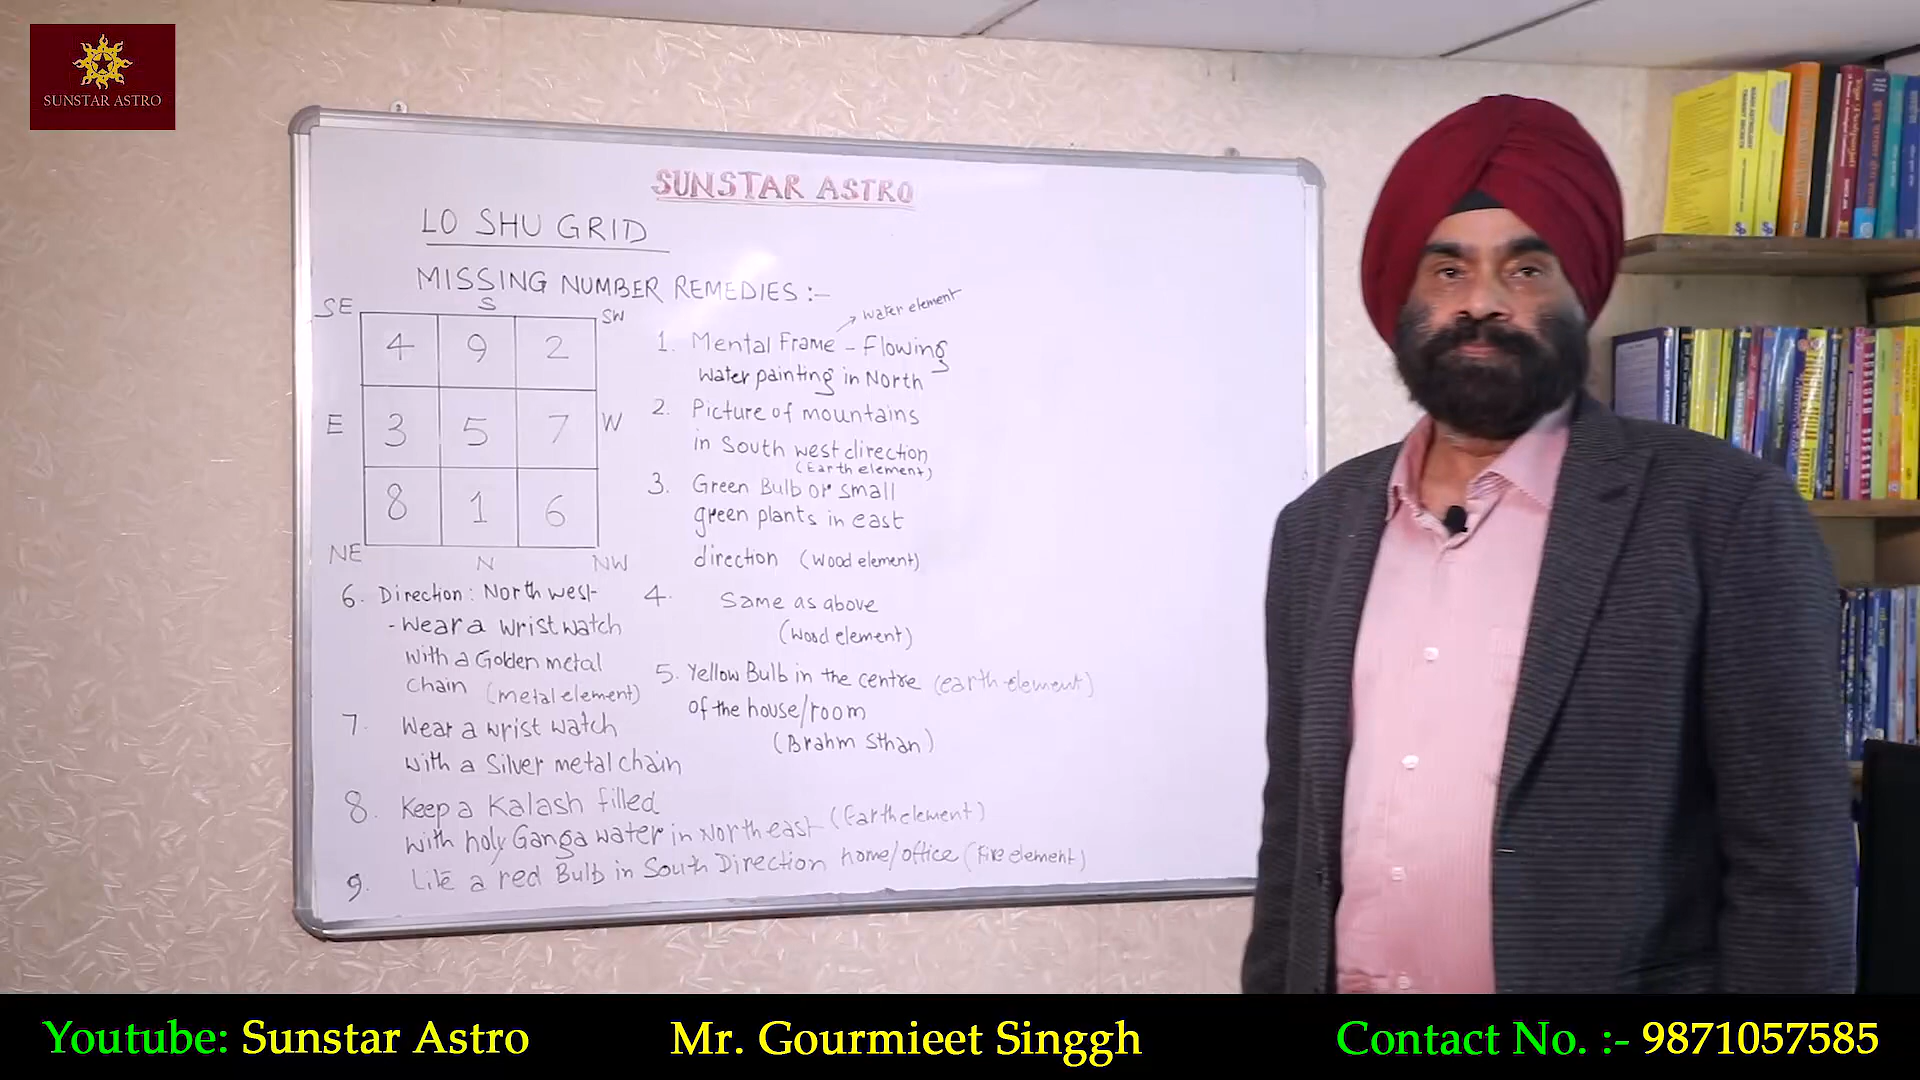 SUNSTAR ASTRO
SUNSTAR ASTRO
LO SHU GRID
MISSING NUMBER REMEDIES :-
SE S SW
4 9 2
E 3 5 7 W
8 1 6
NE N NW
water element
1. Mental Frame - Flowing
water painting in North
2. Picture of mountains
in South west direction
(Earth element)
3. Green Bulb or small
green plants in east
direction (wood element)
4. Same as above
(wood element)
5. Yellow Bulb in the centre (earth element)
of the house/room
(Brahm Sthan)
6. Direction: North west-
- Wear a wrist watch
with a Golden metal
chain (metal element)
7. Wear a wrist watch
with a Silver metal chain
8. Keep a Kalash filled
with holy Ganga water in North east (Earth element)
9. Lite a red Bulb in South Direction home/office (Fire element)
Youtube: Sunstar Astro
Mr. Gourmieet Singgh
Contact No. :- 9871057585